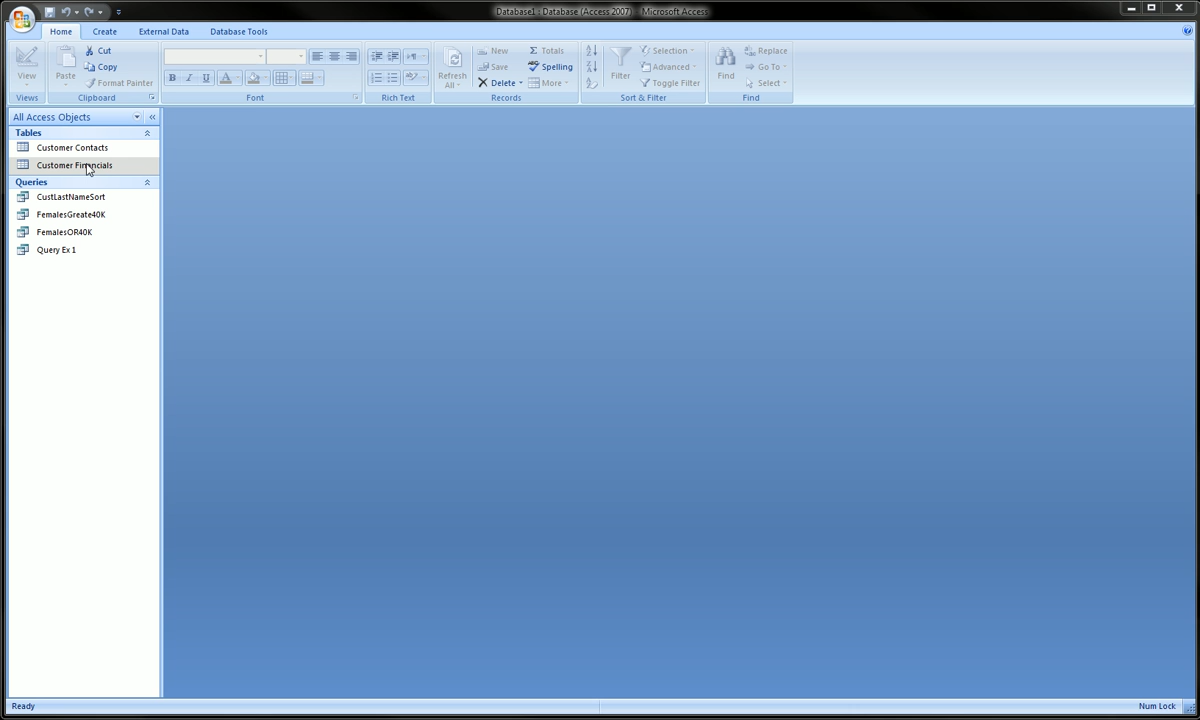 Database1 : Database (Access 2007) - Microsoft Access
Home Create External Data Database Tools
View
Views
Paste
Cut
Copy
Format Painter
Clipboard
B I U A
Font
Rich Text
Refresh All
New
Save
Delete
Σ Totals
Spelling
More
Records
Filter
Selection
Advanced
Toggle Filter
Sort & Filter
Find
Replace
Go To
Select
Find
All Access Objects
Tables
Customer Contacts
Customer Financials
Queries
CustLastNameSort
FemalesGreate40K
FemalesOR40K
Query Ex 1
Ready
Num Lock